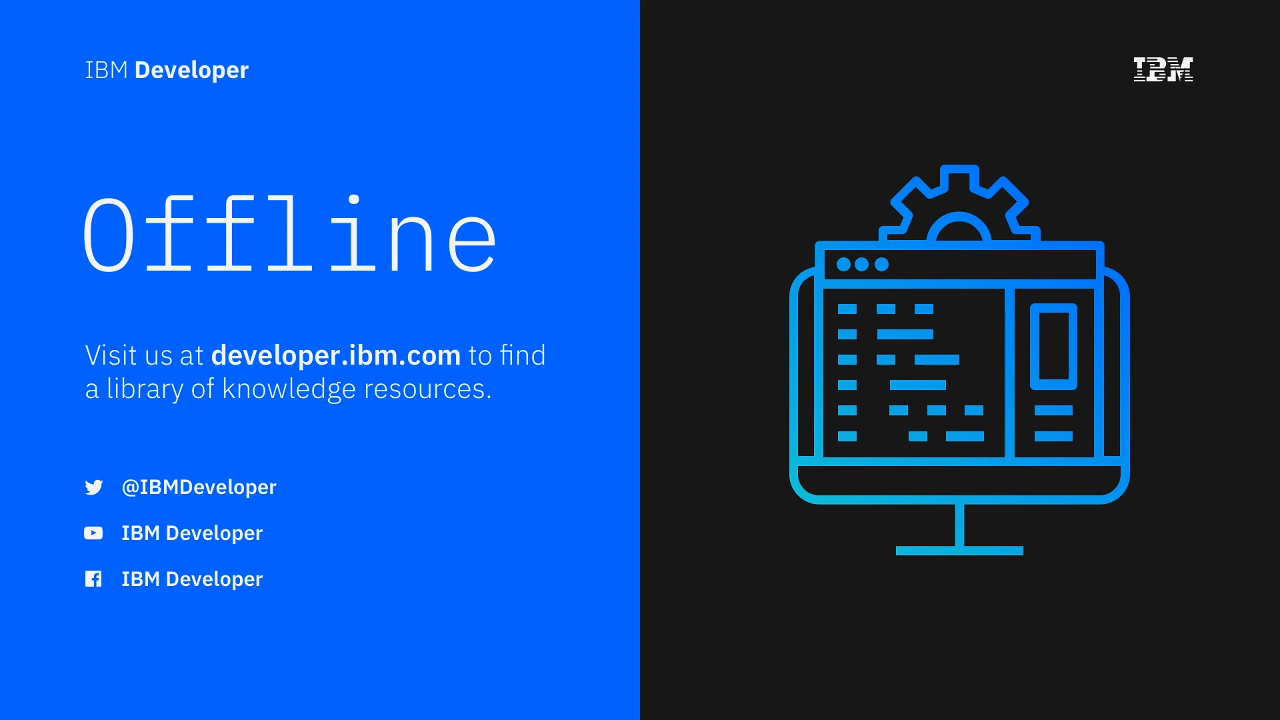 IBM Developer
IBM
Offline
Visit us at developer.ibm.com to find
a library of knowledge resources.
@IBMDeveloper
IBM Developer
IBM Developer